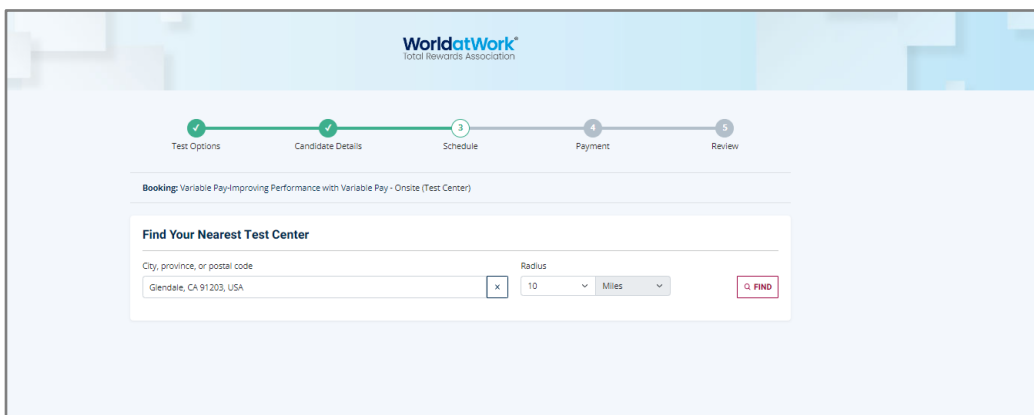 WorldatWork®
Total Rewards Association
3 4 5
Test Options Candidate Details Schedule Payment Review
Booking: Variable Pay-Improving Performance with Variable Pay - Onsite (Test Center)
Find Your Nearest Test Center
City, province, or postal code Radius
Glendale, CA 91203, USA x 10 Miles FIND